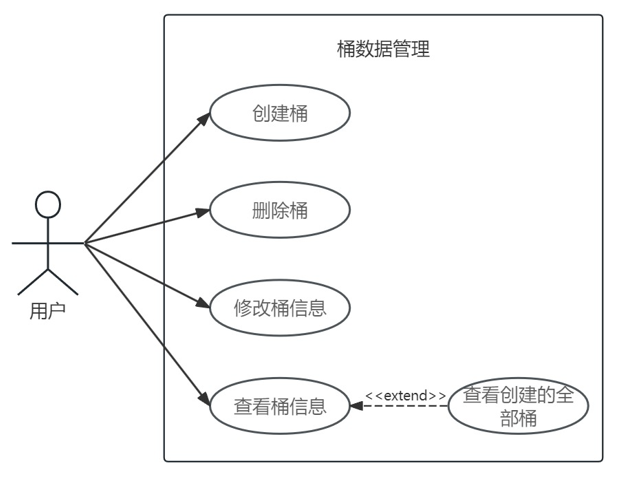 桶数据管理
创建桶
删除桶
用户
修改桶信息
查看桶信息
<<extend>>
查看创建的全
部桶